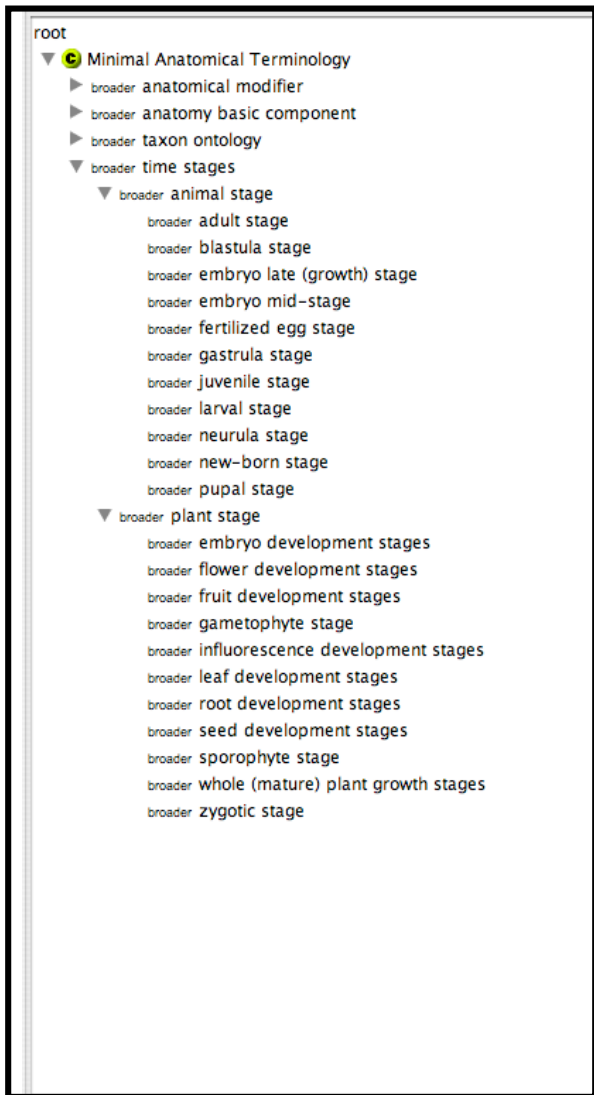 root
C Minimal Anatomical Terminology
broader anatomical modifier
broader anatomy basic component
broader taxon ontology
broader time stages
broader animal stage
broader adult stage
broader blastula stage
broader embryo late (growth) stage
broader embryo mid-stage
broader fertilized egg stage
broader gastrula stage
broader juvenile stage
broader larval stage
broader neurula stage
broader new-born stage
broader pupal stage
broader plant stage
broader embryo development stages
broader flower development stages
broader fruit development stages
broader gametophyte stage
broader influorescence development stages
broader leaf development stages
broader root development stages
broader seed development stages
broader sporophyte stage
broader whole (mature) plant growth stages
broader zygotic stage